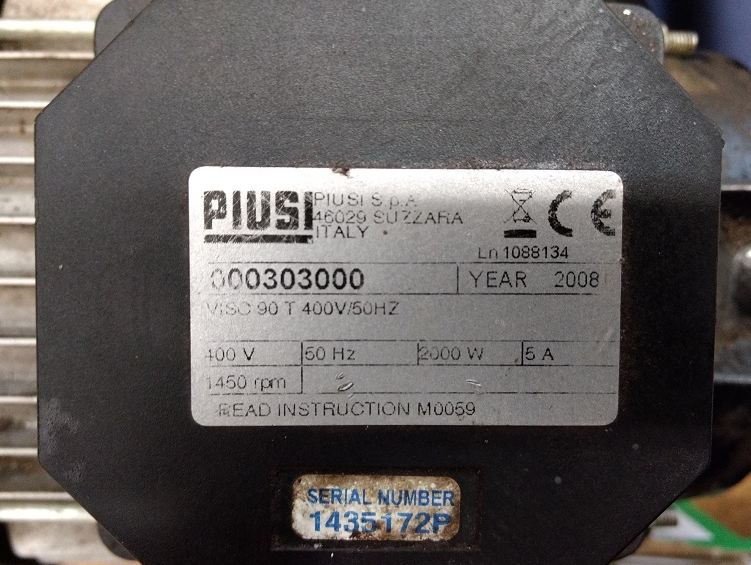 PIUSI
PIUSI S.p.A
46029 SUZZARA
ITALY
CE
Ln 1088134
000303000 YEAR 2008
VISCO 90 T 400V/50HZ
400 V 50 Hz 2000 W 5 A
1450 rpm
READ INSTRUCTION M0059
SERIAL NUMBER
1435172P